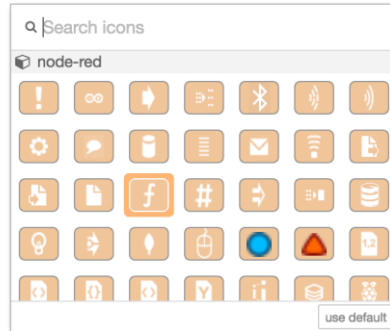 Search icons
node-red
!
f
#
1,2
Y
use default